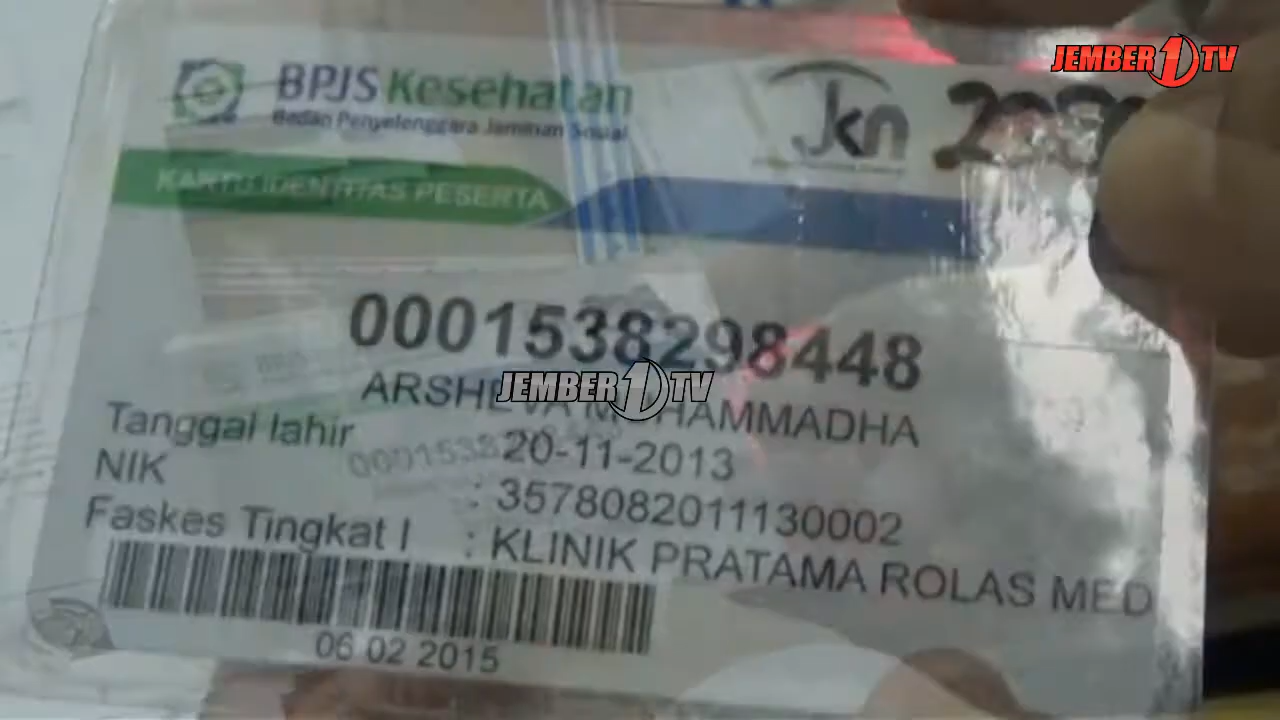 JEMBER 1 TV
BPJS Kesehatan
Badan Penyelenggara Jaminan Sosial
jkn
KARTU IDENTITAS PESERTA
0001538298448
ARSHEVA MUHAMMADHA
JEMBER 1 TV
Tanggal lahir 20-11-2013
NIK : 3578082011130002
Faskes Tingkat I : KLINIK PRATAMA ROLAS MED
06 02 2015